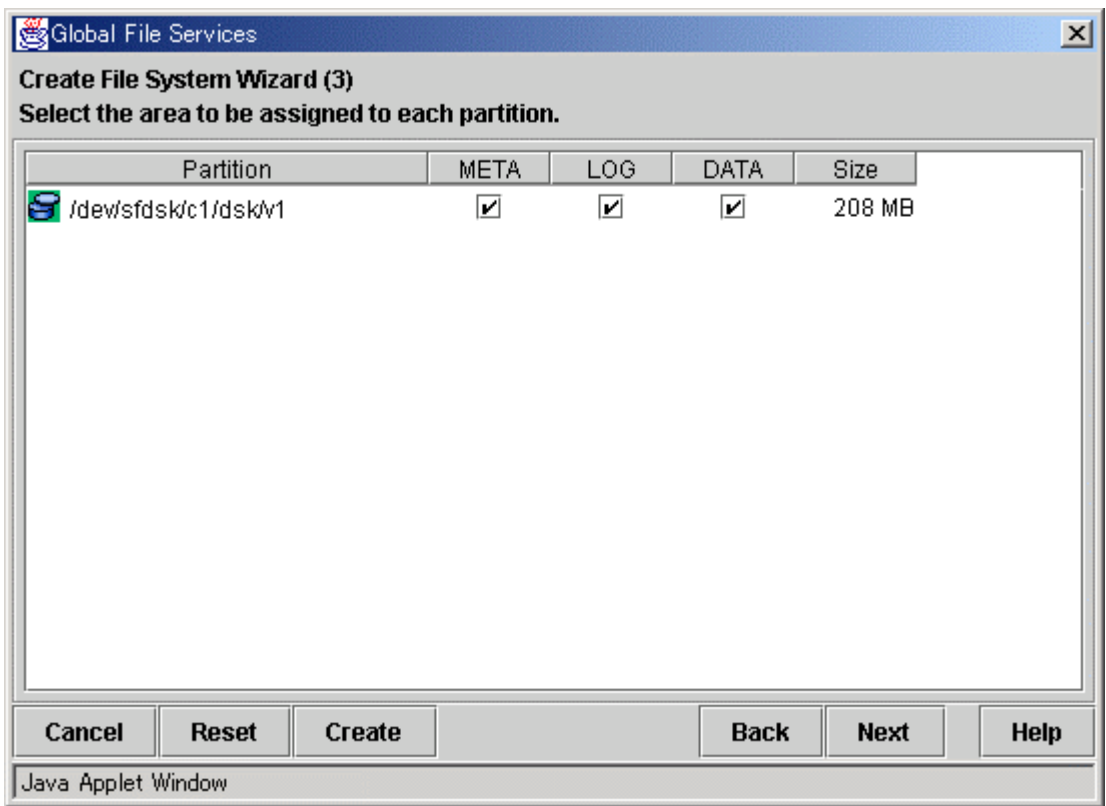 Global File Services
Create File System Wizard (3)
Select the area to be assigned to each partition.
Partition META LOG DATA Size
/dev/sfdsk/c1/dsk/v1 208 MB
Cancel Reset Create Back Next Help
Java Applet Window